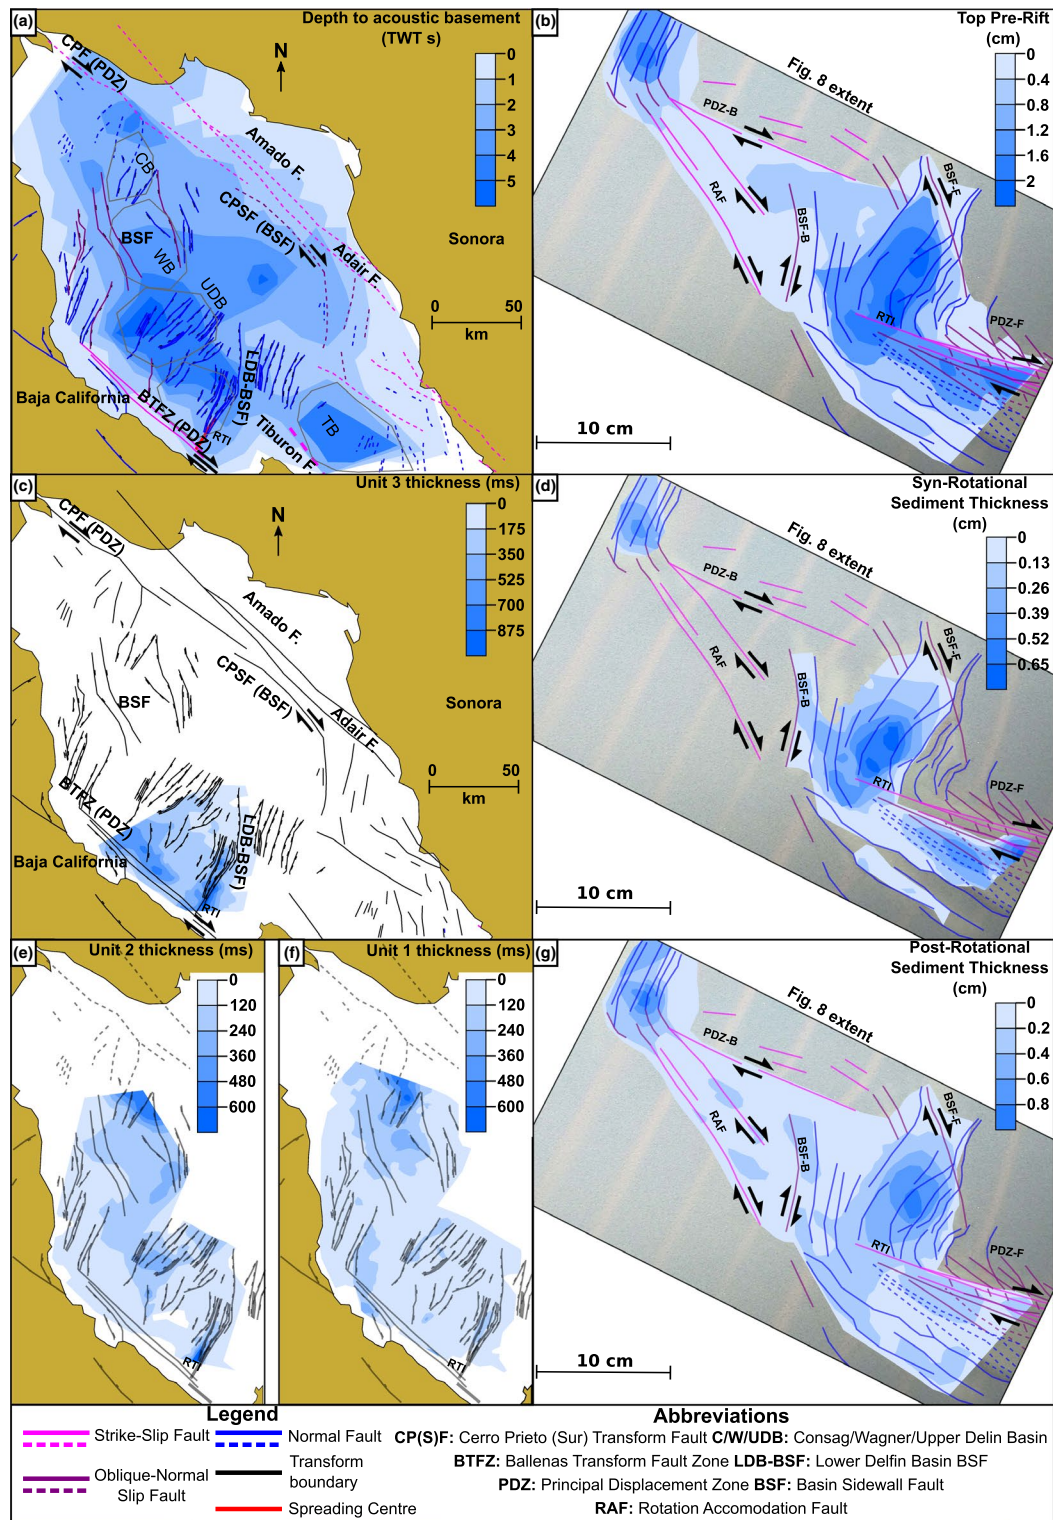 (a)
Depth to acoustic basement
(TWT s)
0
1
2
3
4
5
N
CPF (PDZ)
Amado F.
CPSF (BSF)
Adair F.
Sonora
CB
BSF
WB
UDB
LDB-BSF)
0 50
km
Baja California
BTFZ (PDZ)
RTI
Tiburon F.
TB
(b)
Top Pre-Rift
(cm)
0
0.4
0.8
1.2
1.6
2
Fig. 8 extent
PDZ-B
RAF
BSF-B
BSF-F
RTI
PDZ-F
10 cm
(c)
Unit 3 thickness (ms)
0
175
350
525
700
875
N
CPF (PDZ)
Amado F.
CPSF (BSF)
Adair F.
Sonora
BSF
0 50
km
BTFZ (PDZ)
LDB-BSF)
Baja California
RTI
(d)
Syn-Rotational
Sediment Thickness
(cm)
0
0.13
0.26
0.39
0.52
0.65
Fig. 8 extent
PDZ-B
RAF
BSF-B
BSF-F
RTI
PDZ-F
10 cm
(e)
Unit 2 thickness (ms)
0
120
240
360
480
600
RTI
(f)
Unit 1 thickness (ms)
0
120
240
360
480
600
RTI
(g)
Post-Rotational
Sediment Thickness
(cm)
0
0.2
0.4
0.6
0.8
Fig. 8 extent
PDZ-B
RAF
BSF-B
BSF-F
RTI
PDZ-F
10 cm
Legend
Strike-Slip Fault
Normal Fault
Oblique-Normal
Slip Fault
Transform
boundary
Spreading Centre
Abbreviations
CP(S)F: Cerro Prieto (Sur) Transform Fault C/W/UDB: Consag/Wagner/Upper Delin Basin
BTFZ: Ballenas Transform Fault Zone LDB-BSF: Lower Delfin Basin BSF
PDZ: Principal Displacement Zone BSF: Basin Sidewall Fault
RAF: Rotation Accomodation Fault